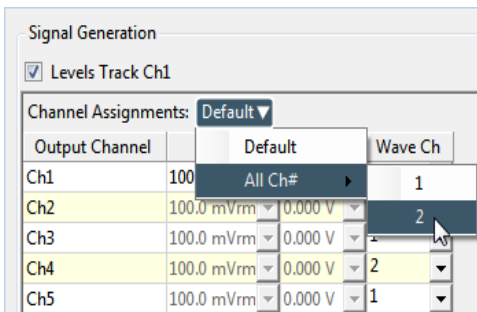 Signal Generation
Levels Track Ch1
Channel Assignments: Default
Output Channel Default Wave Ch
Ch1 100 All Ch# 1
Ch2 100.0 mVrm 0.000 V 2
Ch3 100.0 mVrm 0.000 V 1
Ch4 100.0 mVrm 0.000 V 2
Ch5 100.0 mVrm 0.000 V 1